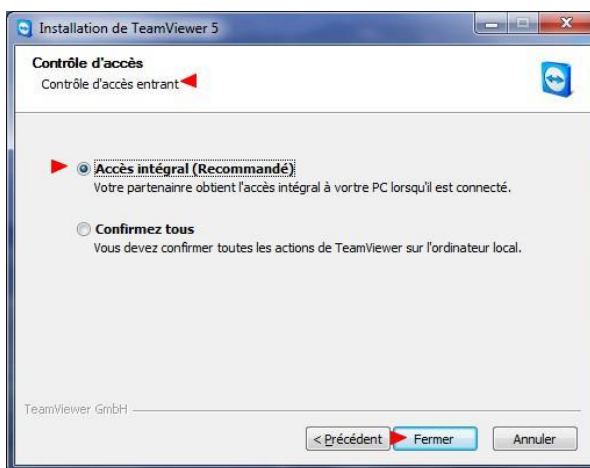 Installation de TeamViewer 5
Contrôle d'accès
Contrôle d'accès entrant
Accès intégral (Recommandé)
Votre partenainre obtient l'accès intégral à vortre PC lorsqu'il est connecté.
Confirmez tous
Vous devez confirmer toutes les actions de TeamViewer sur l'ordinateur local.
TeamViewer GmbH
< Précédent Fermer Annuler